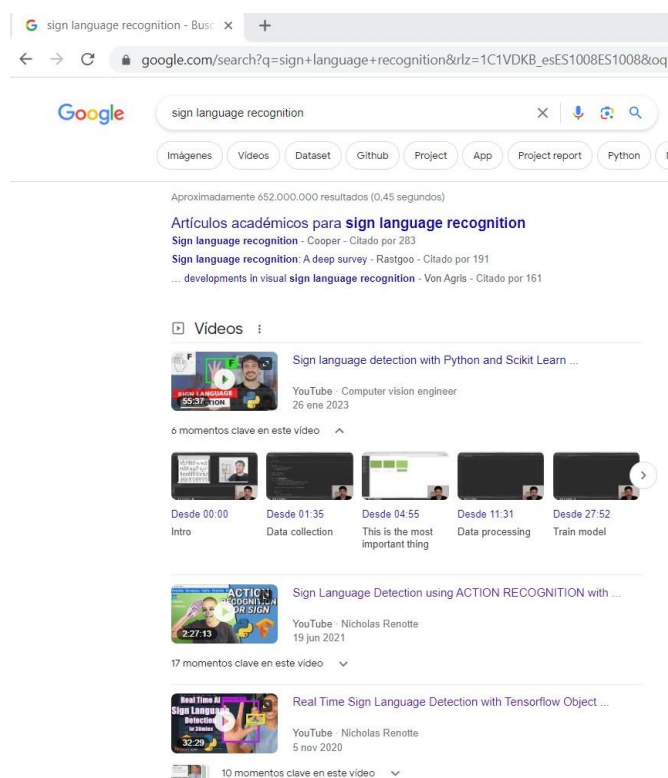 sign language recognition - Busc
google.com/search?q=sign+language+recognition&rlz=1C1VDKB_esES1008ES1008&oq
Google
sign language recognition
Imágenes Vídeos Dataset Github Project App Project report Python
Aproximadamente 652.000.000 resultados (0,45 segundos)
Artículos académicos para sign language recognition
Sign language recognition - Cooper - Citado por 283
Sign language recognition: A deep survey - Rastgoo - Citado por 191
... developments in visual sign language recognition - Von Agris - Citado por 161
Vídeos
F
F
SIGN LANGUAGE
55:37
Sign language detection with Python and Scikit Learn ...
YouTube · Computer vision engineer
26 ene 2023
6 momentos clave en este vídeo
Desde 00:00 Desde 01:35 Desde 04:55 Desde 11:31 Desde 27:52
Intro Data collection This is the most Data processing Train model
important thing
ACTION
RECOGNITION
FOR SIGN
2:27:13
Sign Language Detection using ACTION RECOGNITION with ...
YouTube · Nicholas Renotte
19 jun 2021
17 momentos clave en este vídeo
Real Time AI
Sign Language
Detection
32:29
Real Time Sign Language Detection with Tensorflow Object ...
YouTube · Nicholas Renotte
5 nov 2020
10 momentos clave en este vídeo